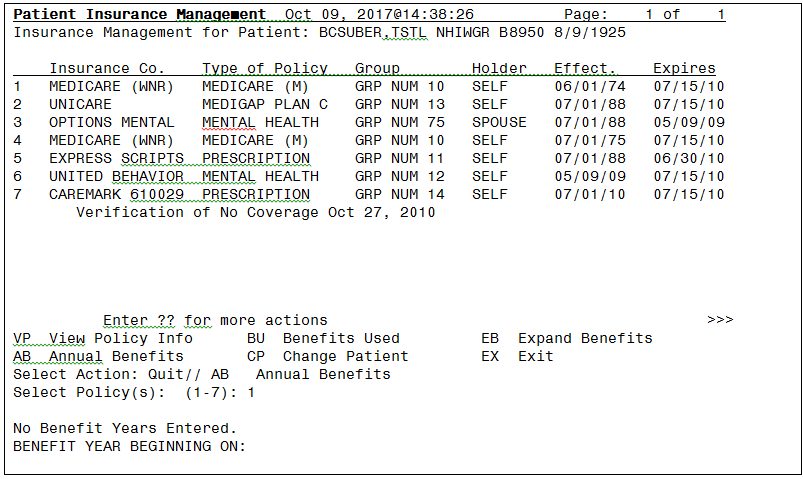 Patient Insurance Management  Oct 09, 2017@14:38:26          Page:    1 of    1
Insurance Management for Patient: BCSUBER,TSTL NHIWGR B8950 8/9/1925
    Insurance Co.    Type of Policy   Group        Holder   Effect.    Expires
1   MEDICARE (WNR)   MEDICARE (M)     GRP NUM 10   SELF     06/01/74   07/15/10
2   UNICARE          MEDIGAP PLAN C   GRP NUM 13   SELF     07/01/88   07/15/10
3   OPTIONS MENTAL   MENTAL HEALTH    GRP NUM 75   SPOUSE   07/01/88   05/09/09
4   MEDICARE (WNR)   MEDICARE (M)     GRP NUM 10   SELF     07/01/75   07/15/10
5   EXPRESS SCRIPTS  PRESCRIPTION     GRP NUM 11   SELF     07/01/88   06/30/10
6   UNITED BEHAVIOR  MENTAL HEALTH    GRP NUM 12   SELF     05/09/09   07/15/10
7   CAREMARK 610029  PRESCRIPTION     GRP NUM 14   SELF     07/01/10   07/15/10
       Verification of No Coverage Oct 27, 2010
          Enter ?? for more actions                                          >>>
VP  View Policy Info      BU  Benefits Used         EB  Expand Benefits
AB  Annual Benefits       CP  Change Patient        EX  Exit
Select Action: Quit// AB   Annual Benefits
Select Policy(s):  (1-7): 1
No Benefit Years Entered.
BENEFIT YEAR BEGINNING ON: